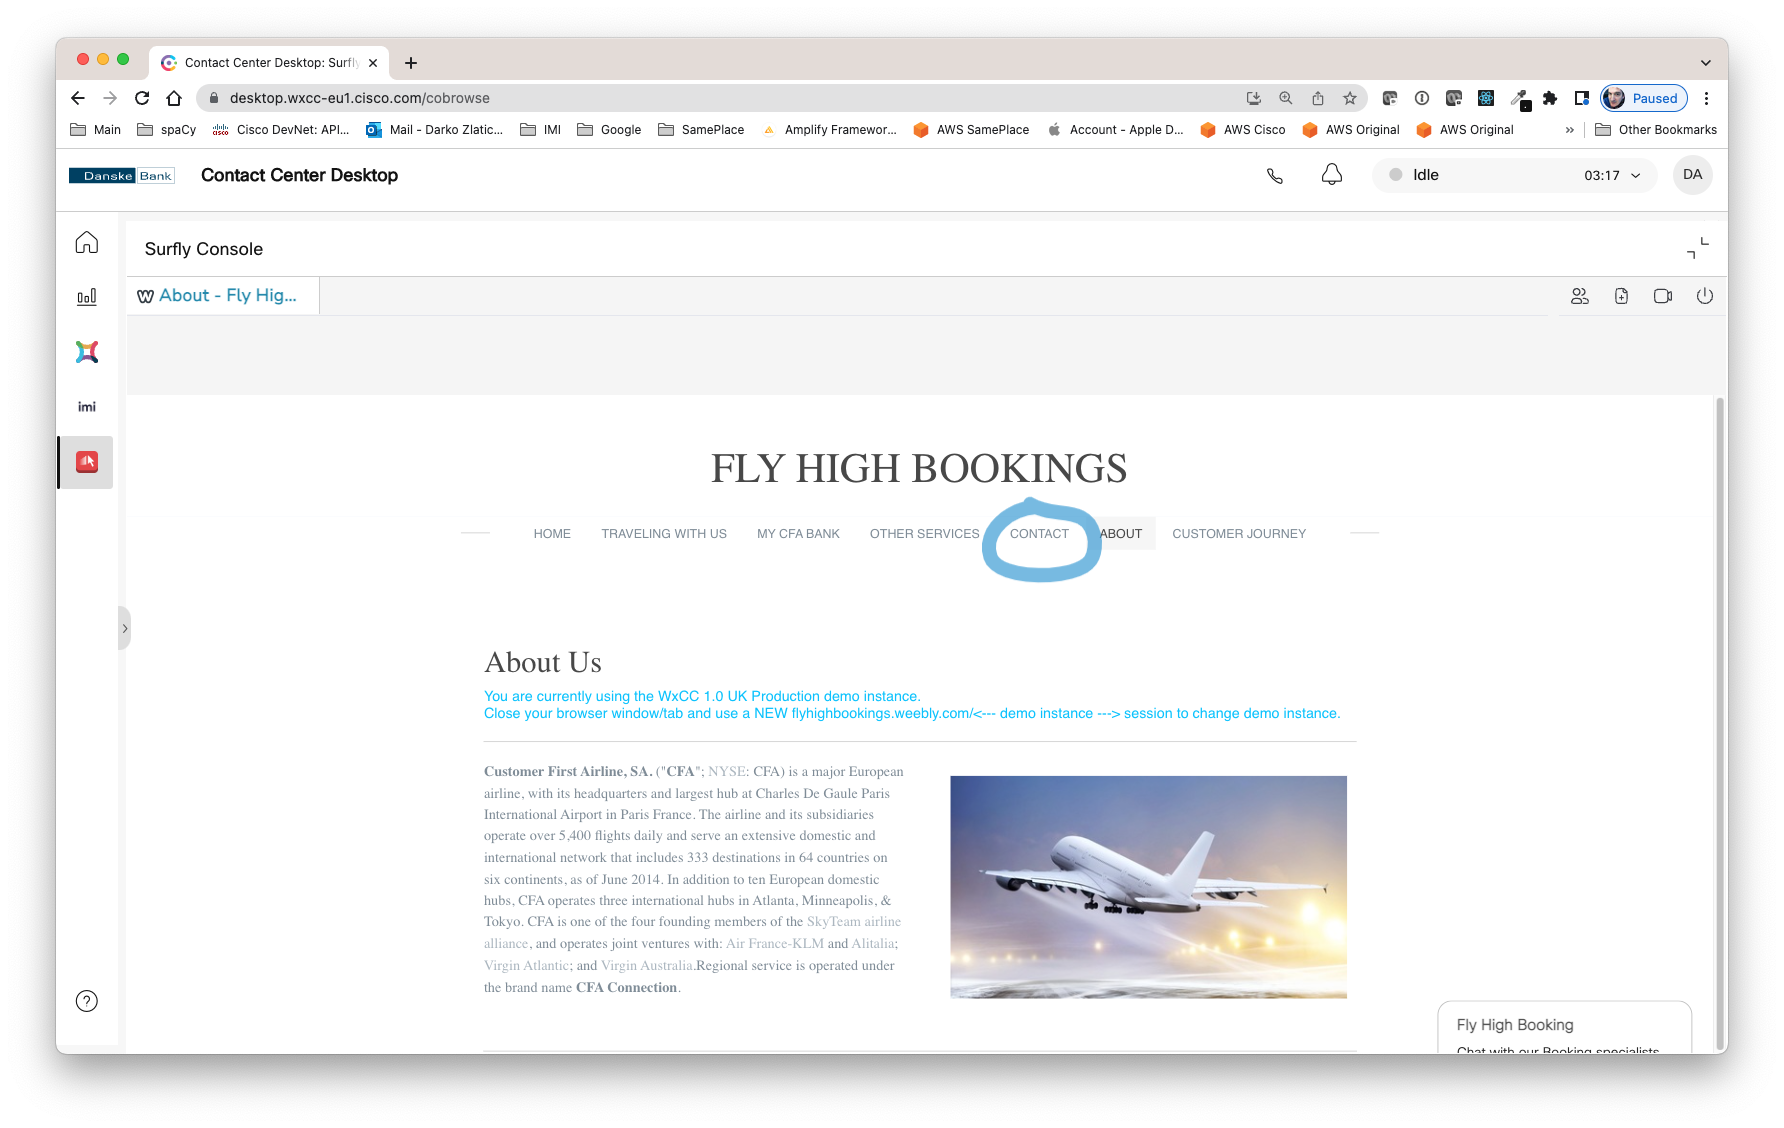 Contact Center Desktop: Surfly
desktop.wxcc-eu1.cisco.com/cobrowse
Paused
Main spaCy Cisco DevNet: API... Mail - Darko Zlatic... IMI Google SamePlace Amplify Framewor... AWS SamePlace Account - Apple D... AWS Cisco AWS Original AWS Original » Other Bookmarks
Danske Bank Contact Center Desktop Idle 03:17 DA
Surfly Console
About - Fly Hig...
imi
FLY HIGH BOOKINGS
HOME TRAVELING WITH US MY CFA BANK OTHER SERVICES CONTACT ABOUT CUSTOMER JOURNEY
About Us
You are currently using the WxCC 1.0 UK Production demo instance.
Close your browser window/tab and use a NEW flyhighbookings.weebly.com/<--- demo instance ---> session to change demo instance.
Customer First Airline, SA. ("CFA"; NYSE: CFA) is a major European
airline, with its headquarters and largest hub at Charles De Gaule Paris
International Airport in Paris France. The airline and its subsidiaries
operate over 5,400 flights daily and serve an extensive domestic and
international network that includes 333 destinations in 64 countries on
six continents, as of June 2014. In addition to ten European domestic
hubs, CFA operates three international hubs in Atlanta, Minneapolis, &
Tokyo. CFA is one of the four founding members of the SkyTeam airline
alliance, and operates joint ventures with: Air France-KLM and Alitalia;
Virgin Atlantic; and Virgin Australia.Regional service is operated under
the brand name CFA Connection.
Fly High Booking
Chat with our Booking specialists